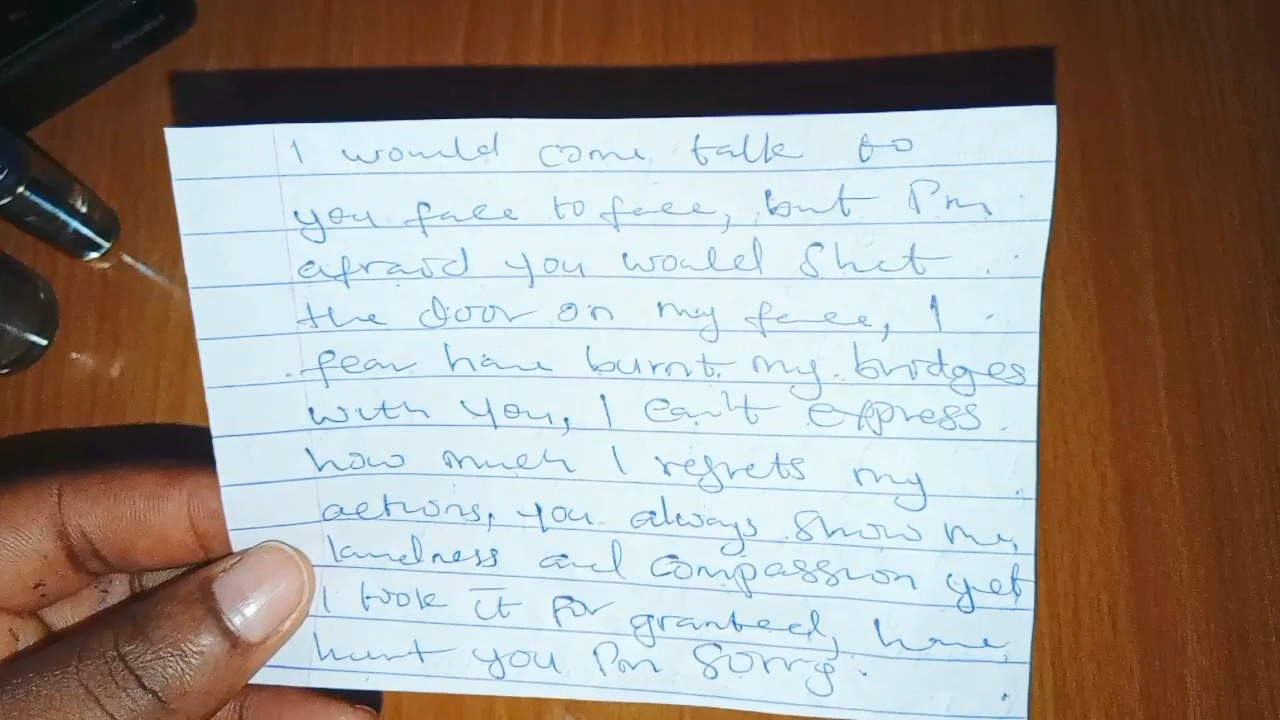 I would come talk to
you face to face, but I'm
afraid you would shut
the door on my face, I
fear have burnt my bridges
with you, I can't express
how much I regrets my
actions, you always show me
kindness and compassion yet
I took it for granted, have
hurt you I'm sorry.